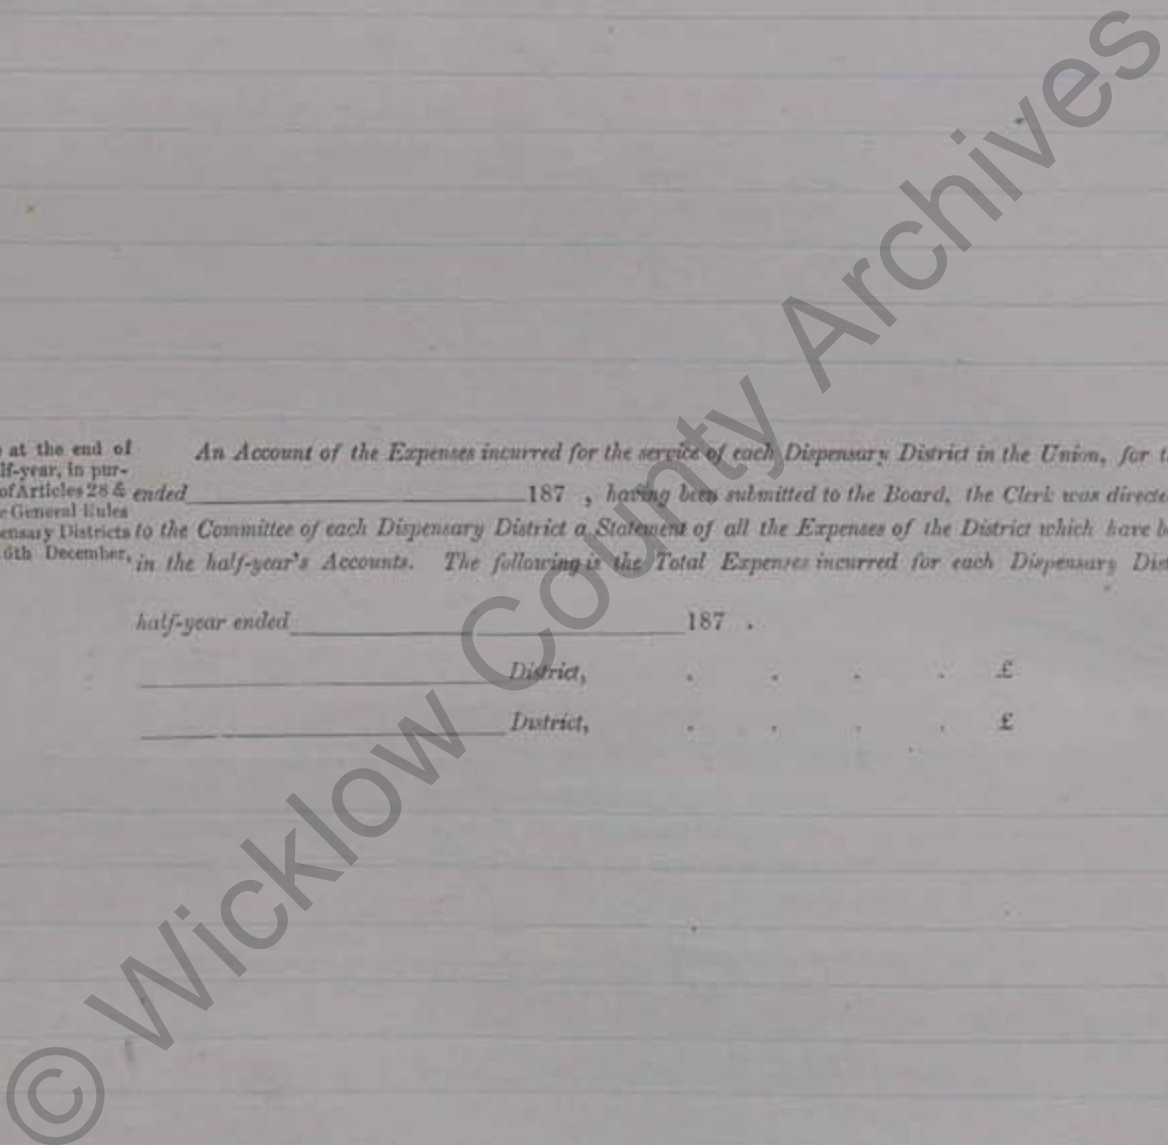 at the end of
lf-year, in pur-
of Articles 28 &
e General Rules
ensary Districts
6th December,
An Account of the Expenses incurred for the service of each Dispensary District in the Union, for t
ended 187 , having been submitted to the Board, the Clerk was directe
to the Committee of each Dispensary District a Statement of all the Expenses of the District which have b
in the half-year's Accounts. The following is the Total Expenses incurred for each Dispensary Dist
half-year ended 187 .
District, . . . . £
District, . . . . £
© Wicklow County Archives